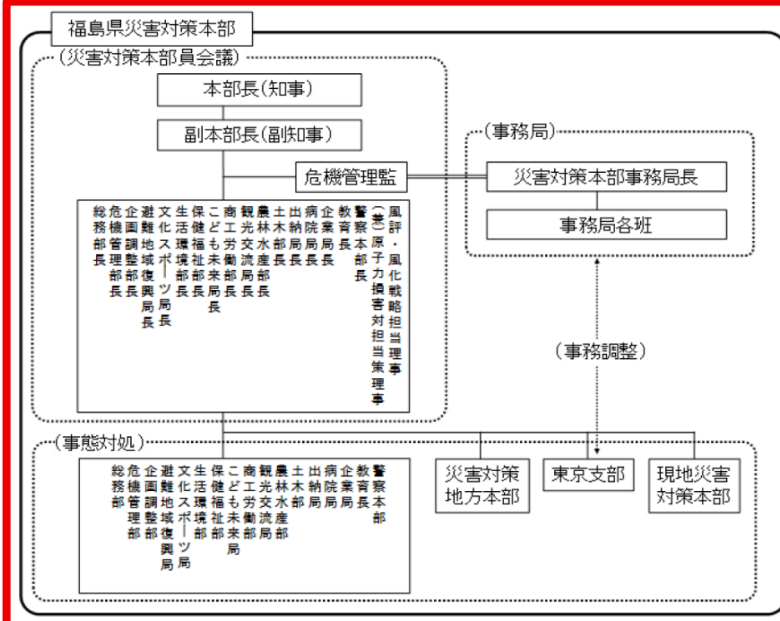 福島県災害対策本部
(災害対策本部員会議)
本部長(知事)
副本部長(副知事)
危機管理監
(事務局)
災害対策本部事務局長
事務局各班
風評・風化戦略担当理事
(兼)原子力損害対担当策理事
警察本部長
教育長
企業局長
病院局長
出納局長
土木部長
農林水産部長
観光交流局長
商工労働部長
こども未来局長
保健福祉部長
生活環境部長
文化スポーツ局長
避難地域復興局長
企画調整部長
危機管理部長
総務部長
(事務調整)
(事態対処)
警察本部
教育長
企業局
病院局
出納局
土木部
農林水産部
観光交流局
商工労働部
こども未来局
保健福祉部
生活環境部
文化スポーツ局
避難地域復興局
企画調整部
危機管理部
総務部
災害対策
地方本部
東京支部
現地災害
対策本部